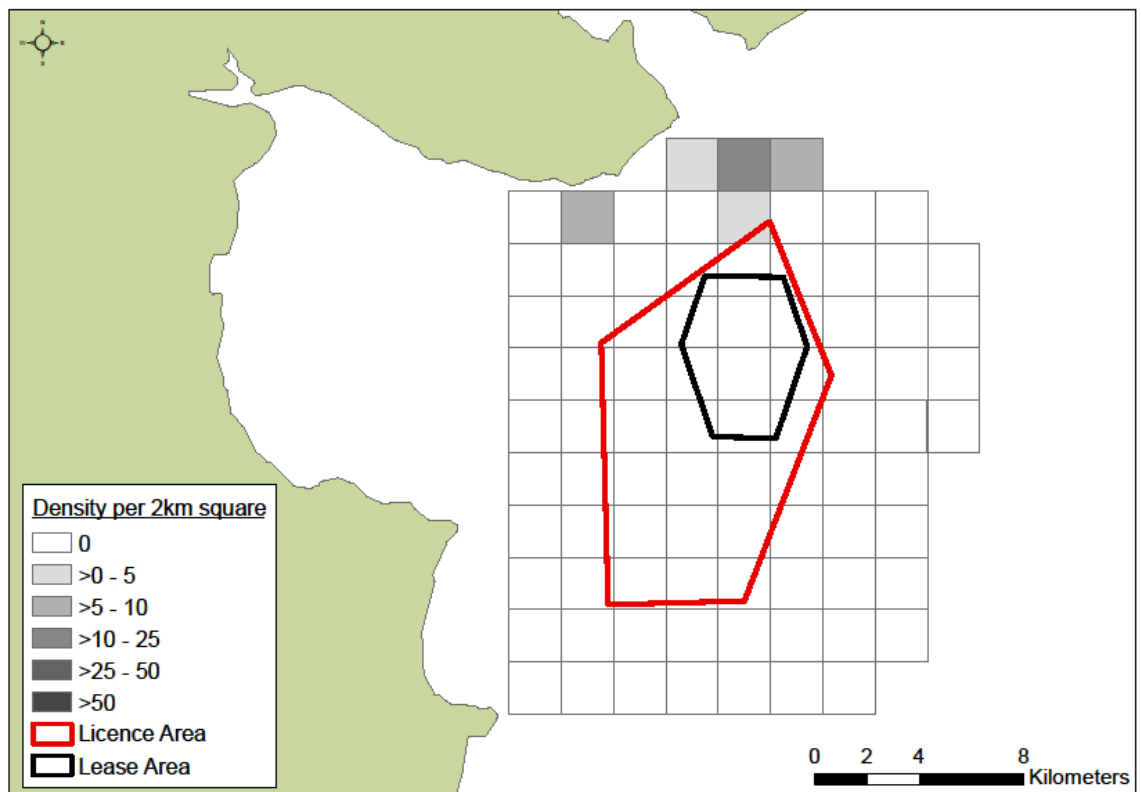 N
W
E
S
Density per 2km square
0
>0 - 5
>5 - 10
>10 - 25
>25 - 50
>50
Licence Area
Lease Area
0 2 4 8
Kilometers